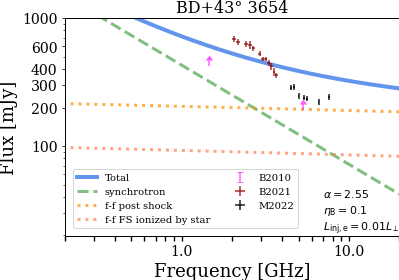 BD+43° 3654
Flux [mJy]
1000
600
400
300
200
100
Total
synchrotron
f-f post shock
f-f FS ionized by star
B2010
B2021
M2022
α = 2.55
η_B = 0.1
L_inj, e = 0.01L_⊥
1.0
10.0
Frequency [GHz]